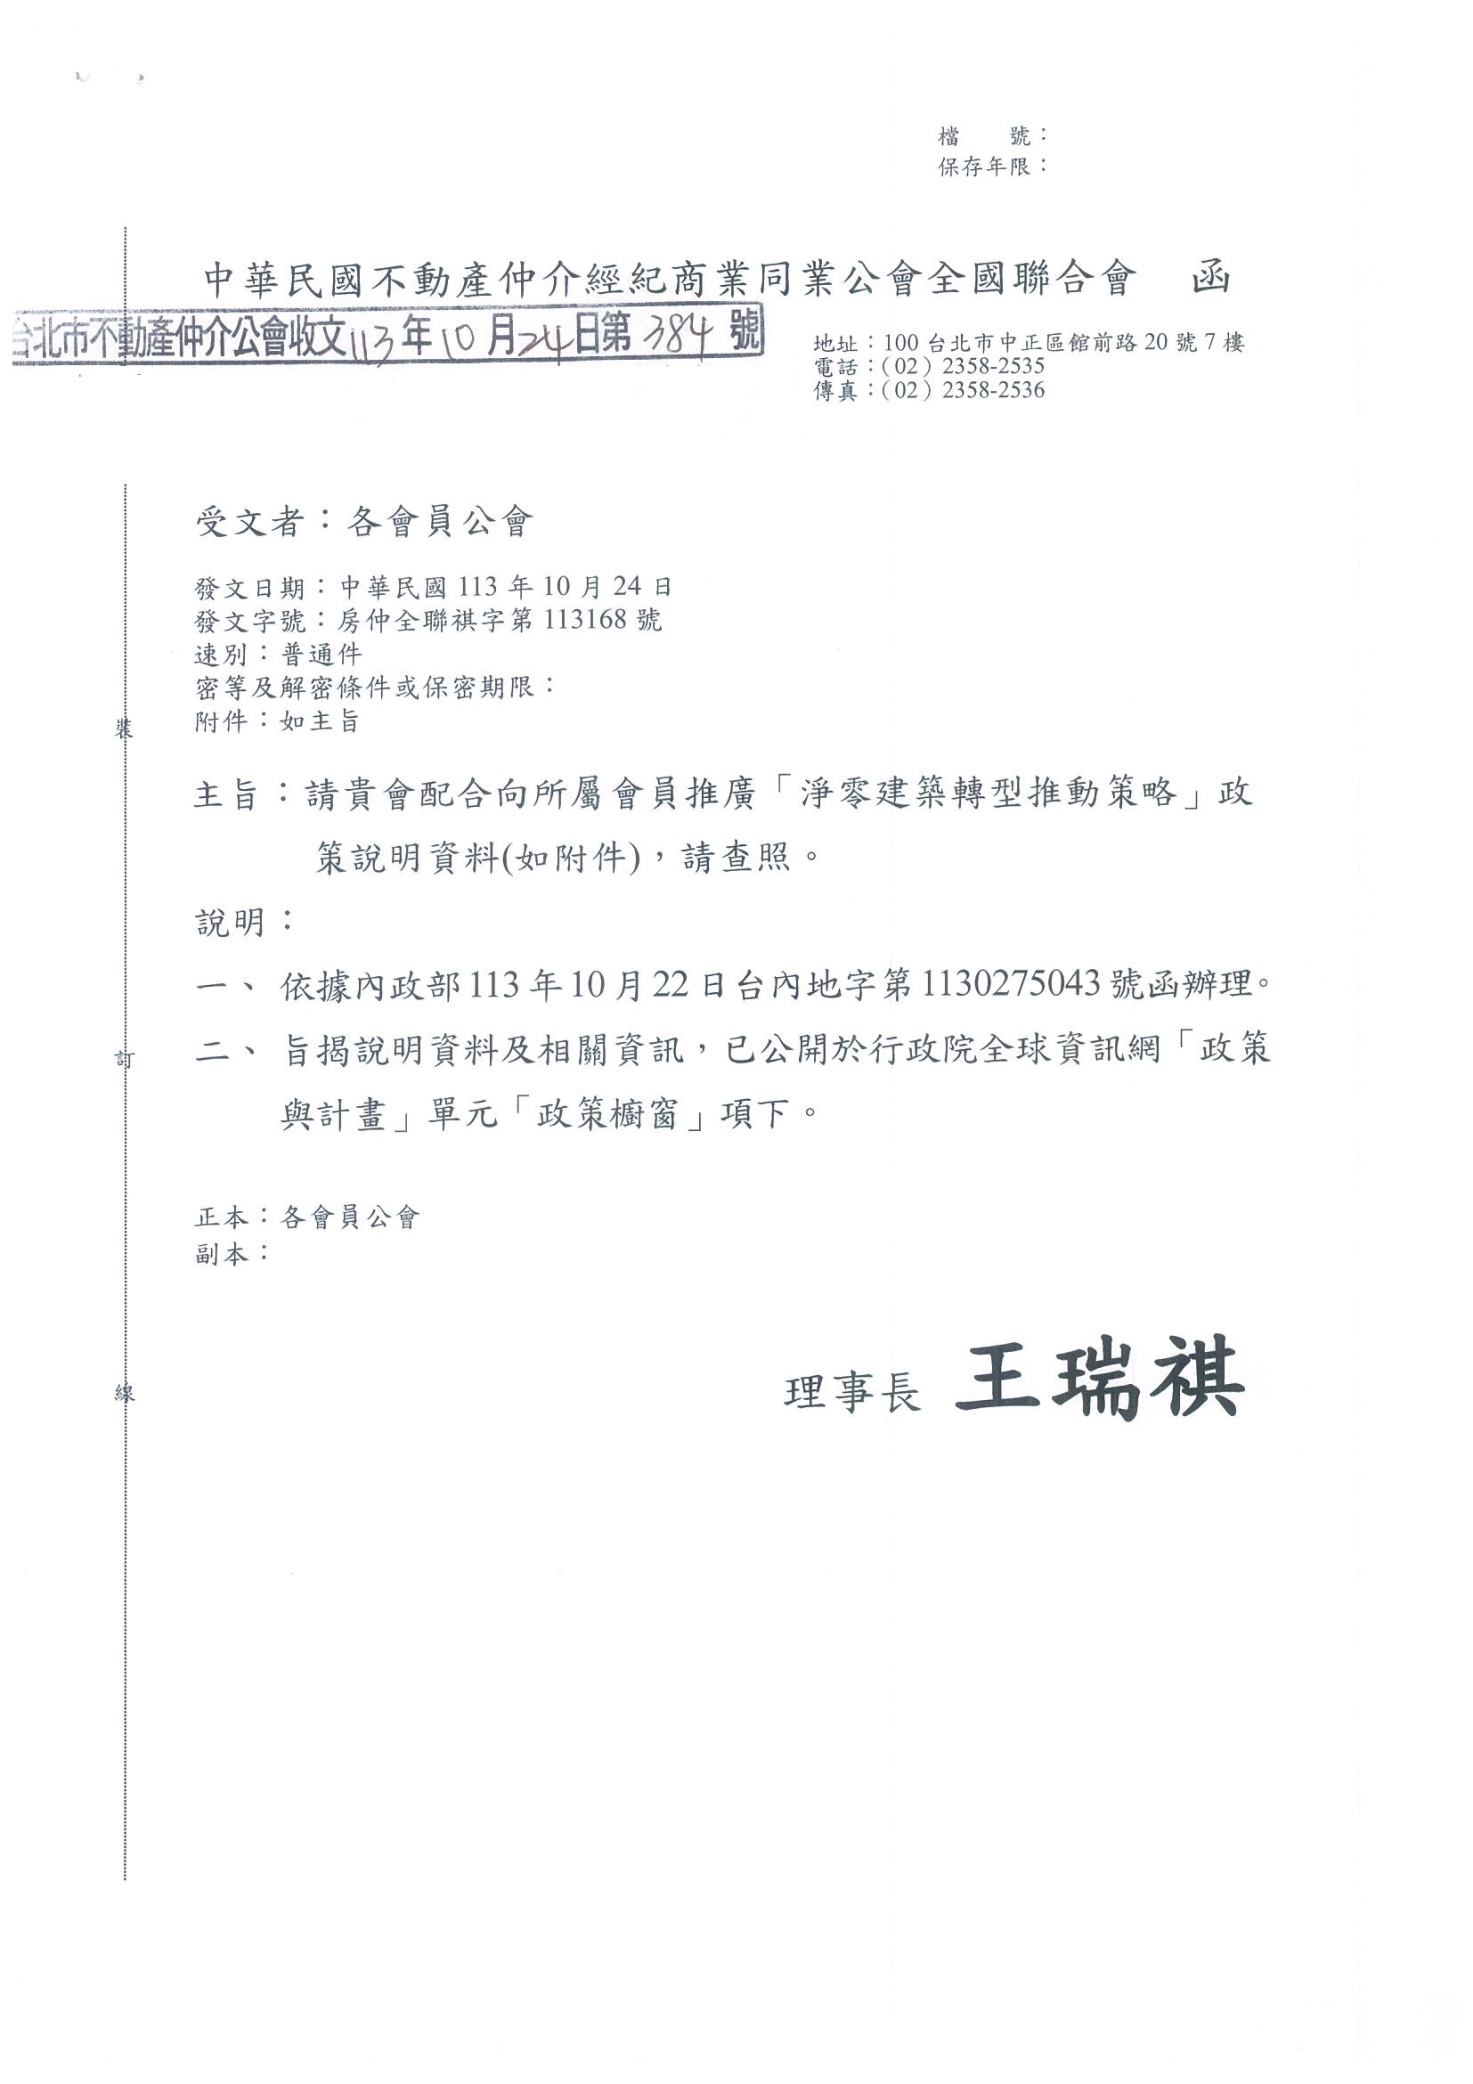 檔　　號：
保存年限：
中華民國不動產仲介經紀商業同業公會全國聯合會　函
台北市不動產仲介公會收文113年10月24日第384號
地址：100台北市中正區館前路20號7樓
電話：(02) 2358-2535
傳真：(02) 2358-2536
受文者：各會員公會
發文日期：中華民國113年10月24日
發文字號：房仲全聯祺字第113168號
速別：普通件
密等及解密條件或保密期限：
附件：如主旨
主旨：請貴會配合向所屬會員推廣「淨零建築轉型推動策略」政
策說明資料(如附件)，請查照。
說明：
一、依據內政部113年10月22日台內地字第1130275043號函辦理。
二、旨揭說明資料及相關資訊，已公開於行政院全球資訊網「政策
與計畫」單元「政策櫥窗」項下。
正本：各會員公會
副本：
理事長 王瑞祺
裝
訂
線